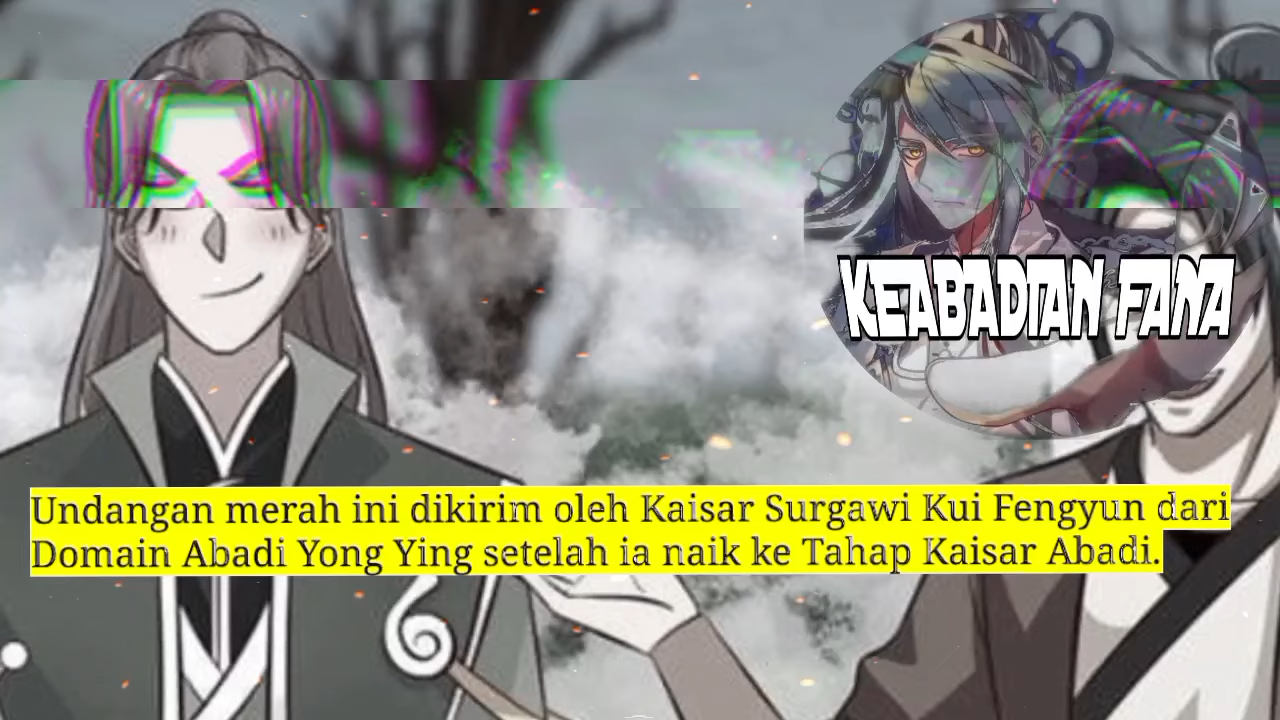 KEABADIAN FANA
Undangan merah ini dikirim oleh Kaisar Surgawi Kui Fengyun dari
Domain Abadi Yong Ying setelah ia naik ke Tahap Kaisar Abadi.